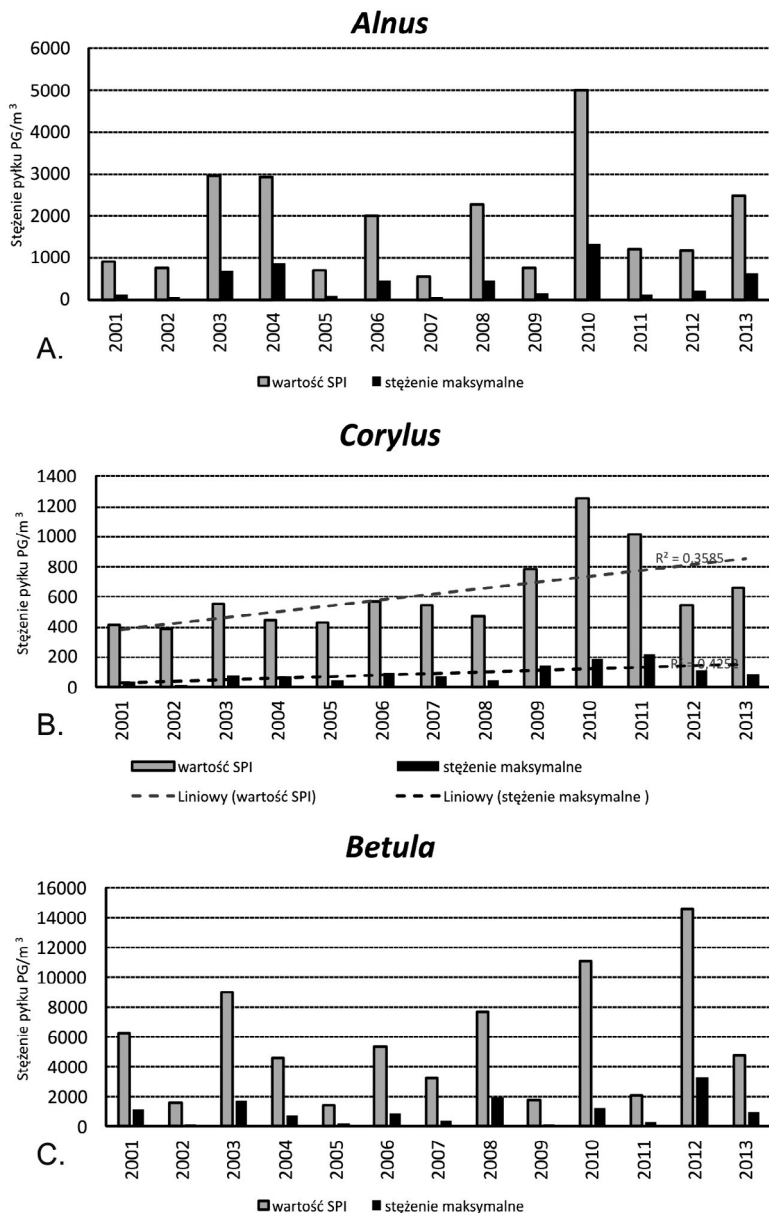 Alnus
Stężenie pyłku PG/m³
6000
5000
4000
3000
2000
1000
0
2001 2002 2003 2004 2005 2006 2007 2008 2009 2010 2011 2012 2013
A.
wartość SPI stężenie maksymalne
Corylus
Stężenie pyłku PG/m³
1400
1200
1000
800
600
400
200
0
R² = 0,3585
R² = 0,4252
2001 2002 2003 2004 2005 2006 2007 2008 2009 2010 2011 2012 2013
B.
wartość SPI stężenie maksymalne
Liniowy (wartość SPI) Liniowy (stężenie maksymalne )
Betula
Stężenie pyłku PG/m³
16000
14000
12000
10000
8000
6000
4000
2000
0
2001 2002 2003 2004 2005 2006 2007 2008 2009 2010 2011 2012 2013
C.
wartość SPI stężenie maksymalne